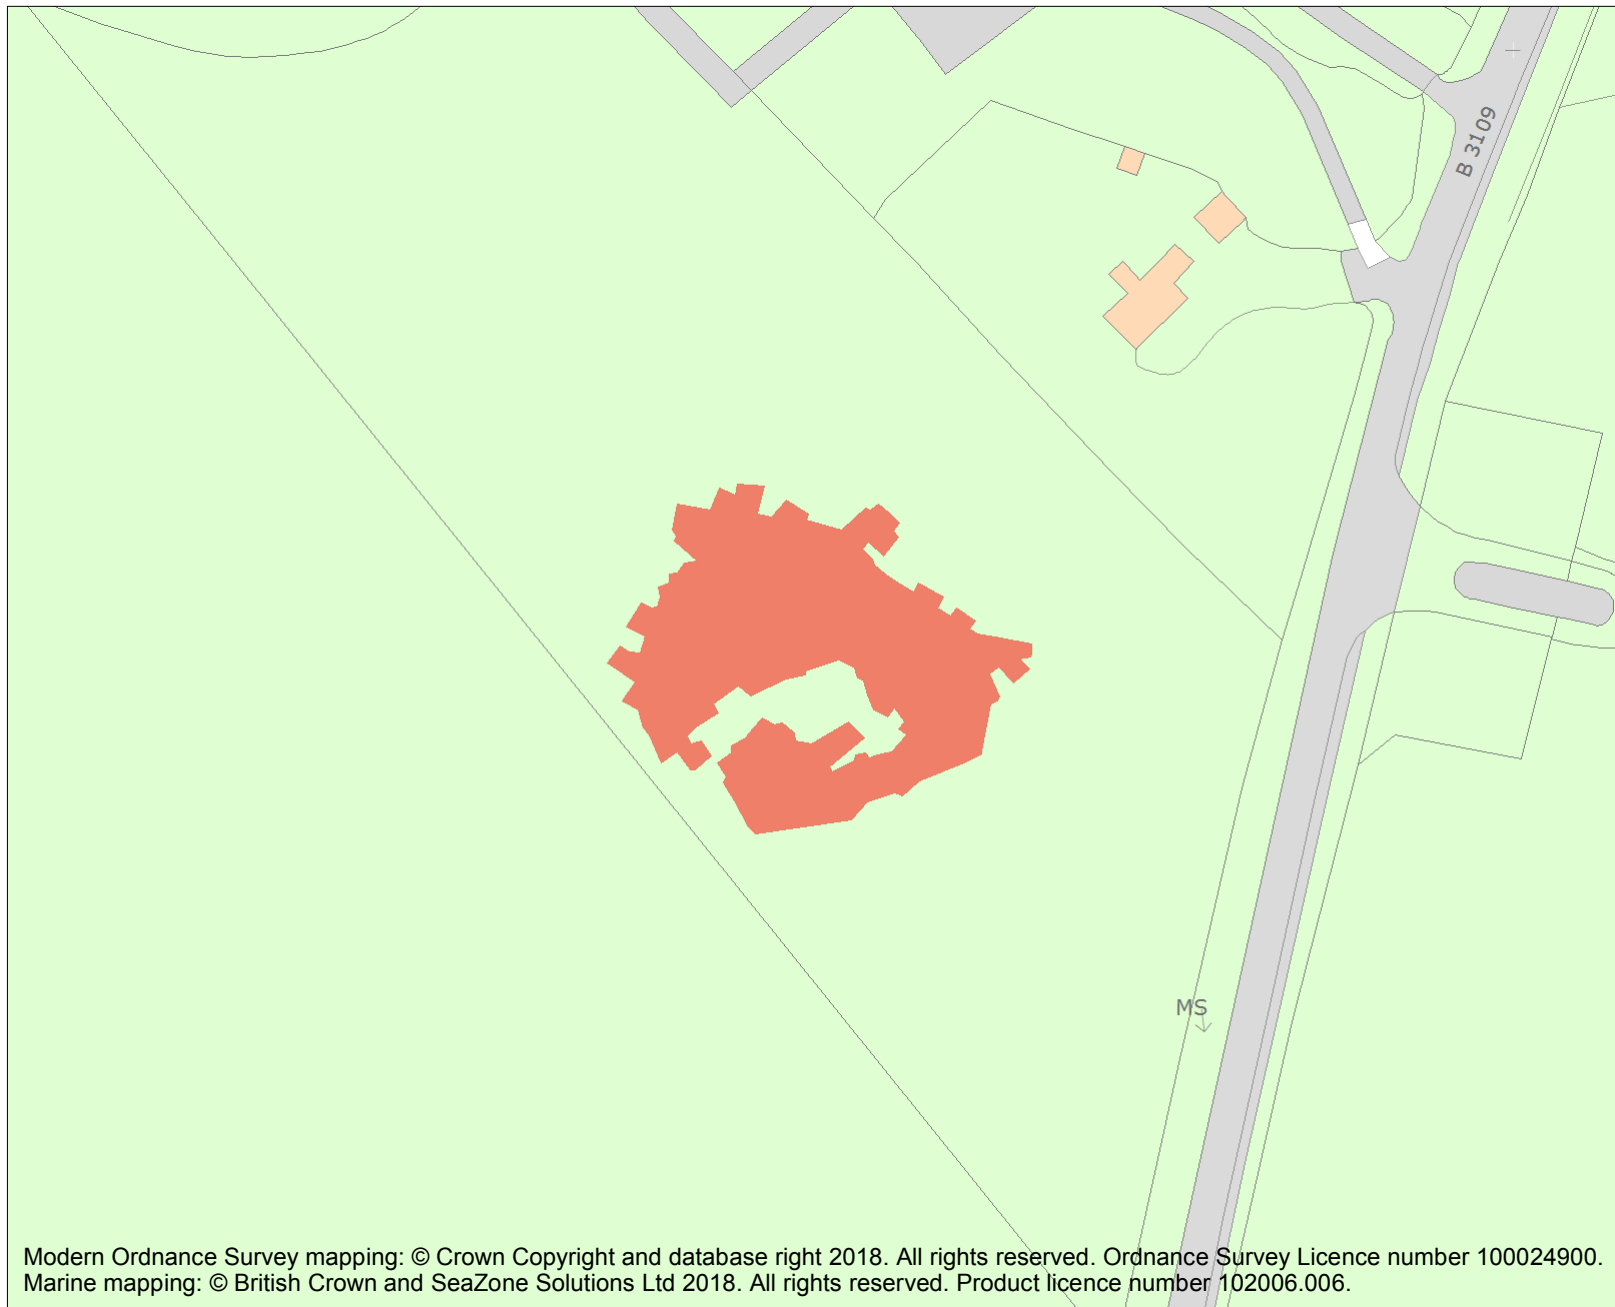 B 3109
MS
Modern Ordnance Survey mapping: © Crown Copyright and database right 2018. All rights reserved. Ordnance Survey Licence number 100024900.
Marine mapping: © British Crown and SeaZone Solutions Ltd 2018. All rights reserved. Product licence number 102006.006.